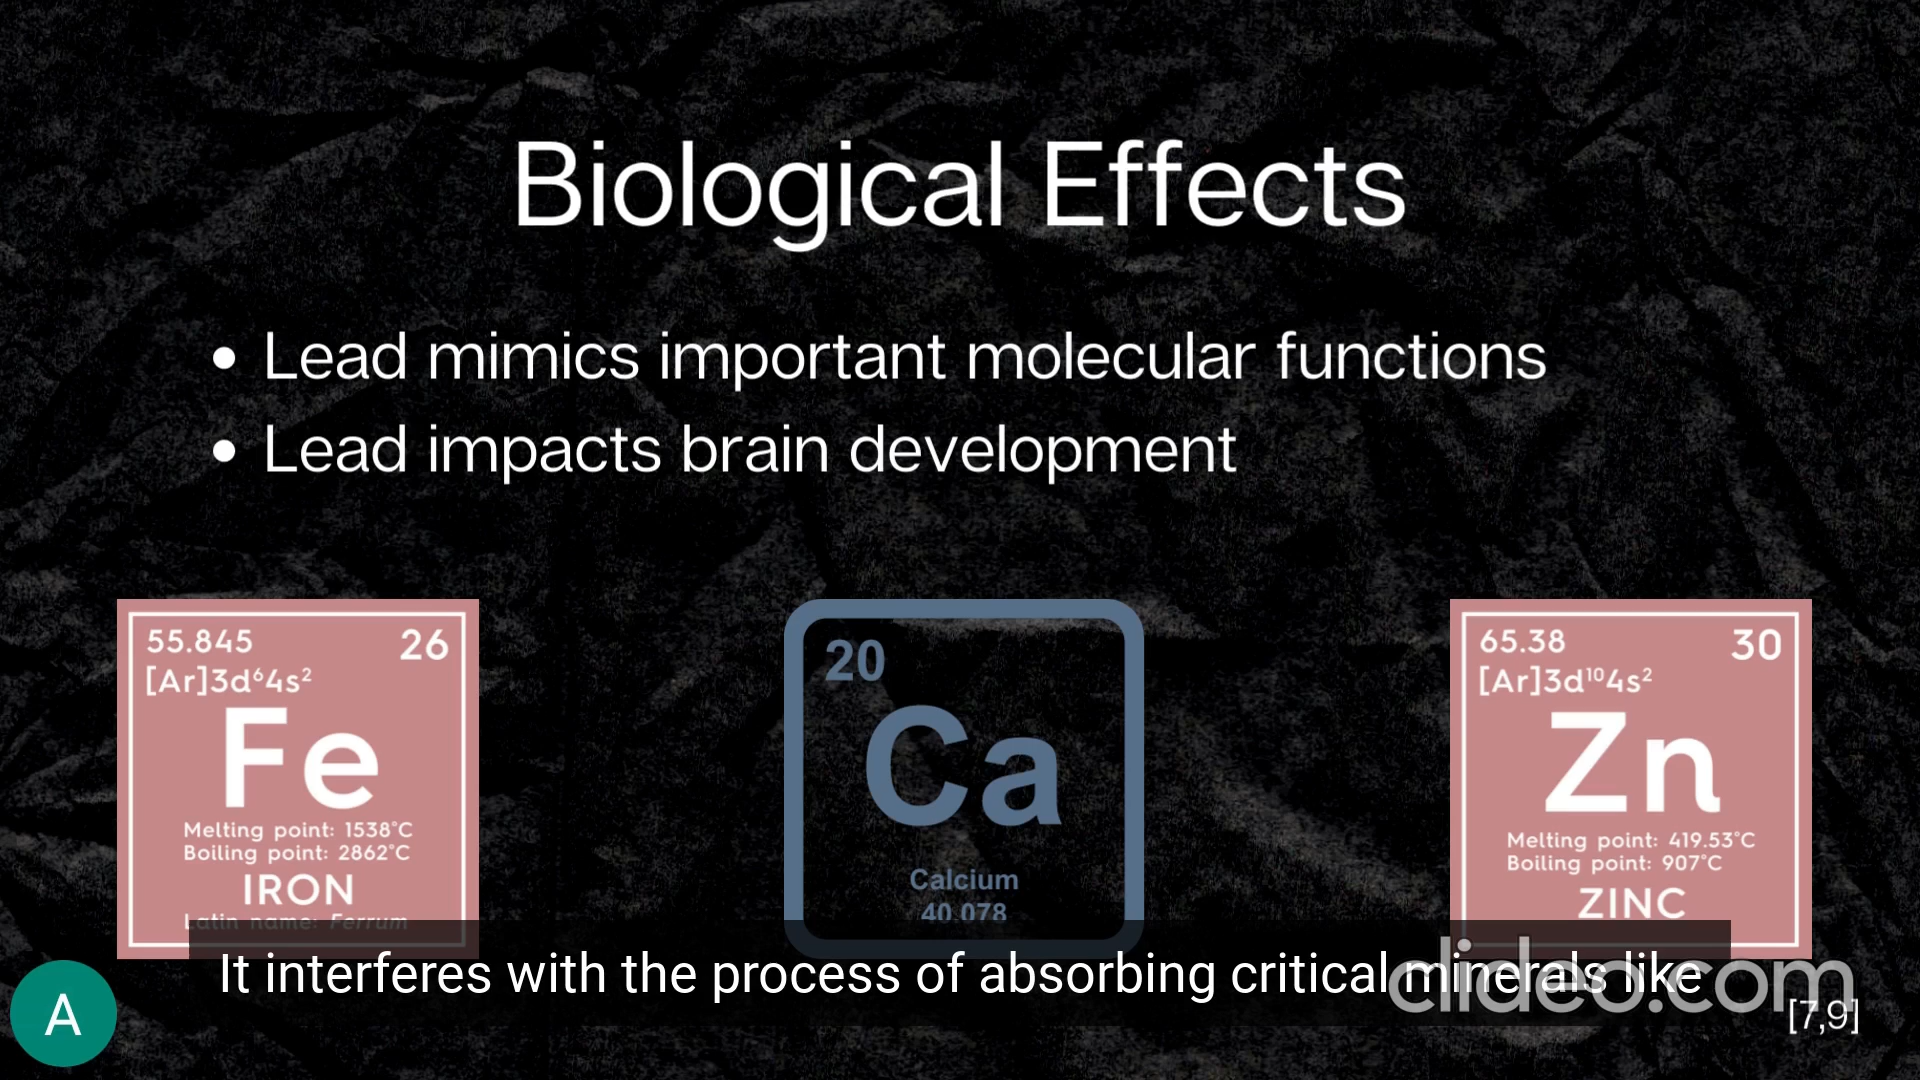 Biological Effects
• Lead mimics important molecular functions
• Lead impacts brain development
55.845 26
[Ar]3d⁶4s²
Fe
Melting point: 1538°C
Boiling point: 2862°C
IRON
Latin name: Ferrum
20
Ca
Calcium
40.078
65.38 30
[Ar]3d¹⁰4s²
Zn
Melting point: 419.53°C
Boiling point: 907°C
ZINC
It interferes with the process of absorbing critical minerals like
clideo.com
[7,9]
A